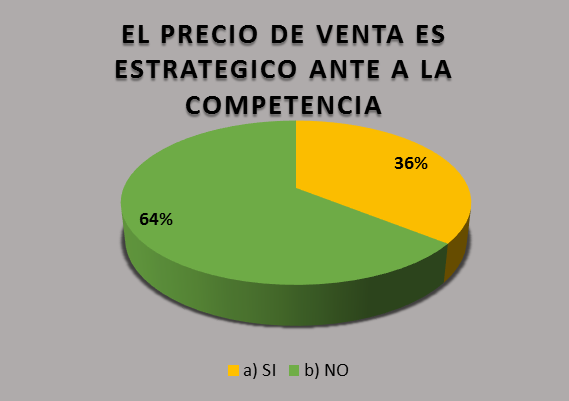 EL PRECIO DE VENTA ES
ESTRATEGICO ANTE A LA
COMPETENCIA
36%
64%
a) SI b) NO